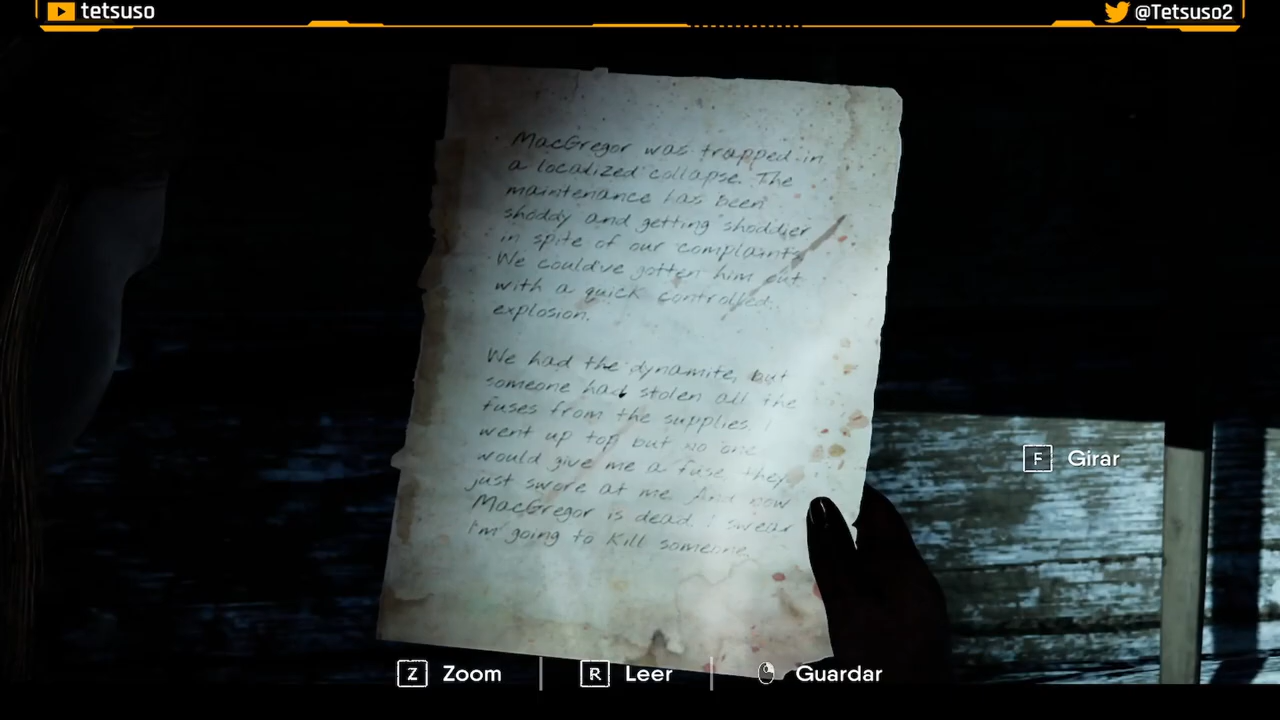 tetsuso
@Tetsuso2
MacGregor was trapped in
a localized collapse. The
maintenance has been
shoddy and getting shoddier
in spite of our complaints.
We could've gotten him out
with a quick controlled
explosion.
We had the dynamite, but
someone had stolen all the
fuses from the supplies. I
went up top but no one
would give me a fuse they
just swore at me. And now
MacGregor is dead. I swear
I'm going to kill someone.
F Girar
Z Zoom
R Leer
Guardar